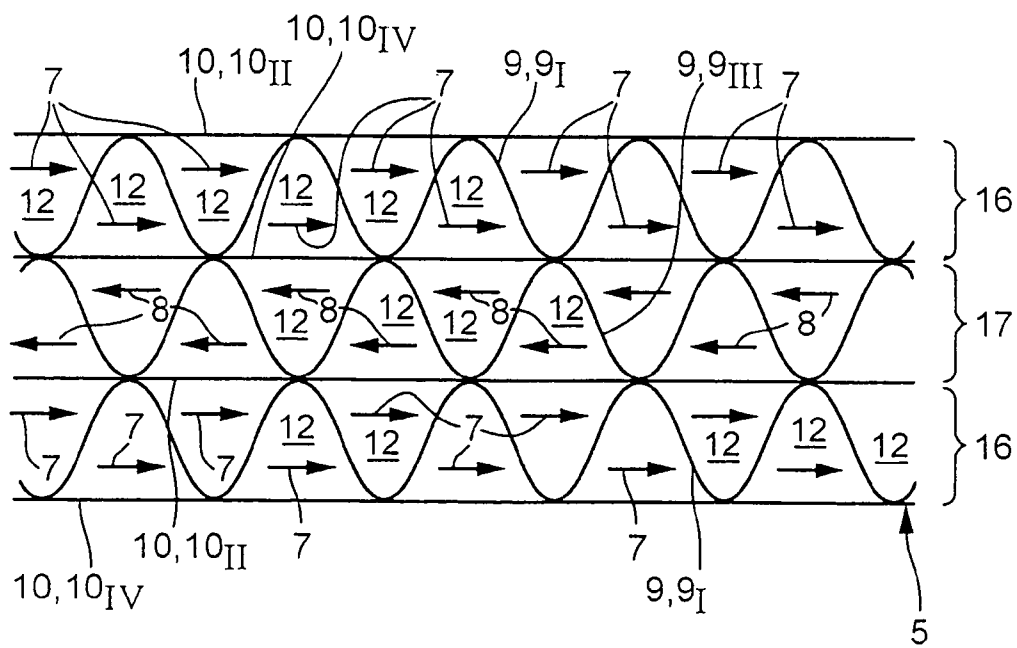 10,10IV
10,10II
7 7 9,9I 7 9,9III 7
12 12 12 12 12 12 16
8 12 8 12 12 12 8 8 17
7 7 7 12 12 7 7 12 12 12 16
10,10II 7 7
10,10IV 9,9I
5